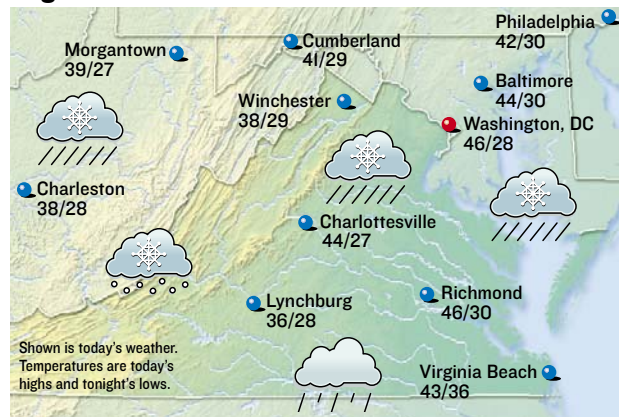 Philadelphia
42/30
Morgantown
39/27
Cumberland
41/29
Baltimore
44/30
Winchester
38/29
Washington, DC
46/28
Charleston
38/28
Charlottesville
44/27
Lynchburg
36/28
Richmond
46/30
Shown is today's weather.
Temperatures are today's
highs and tonight's lows.
Virginia Beach
43/36